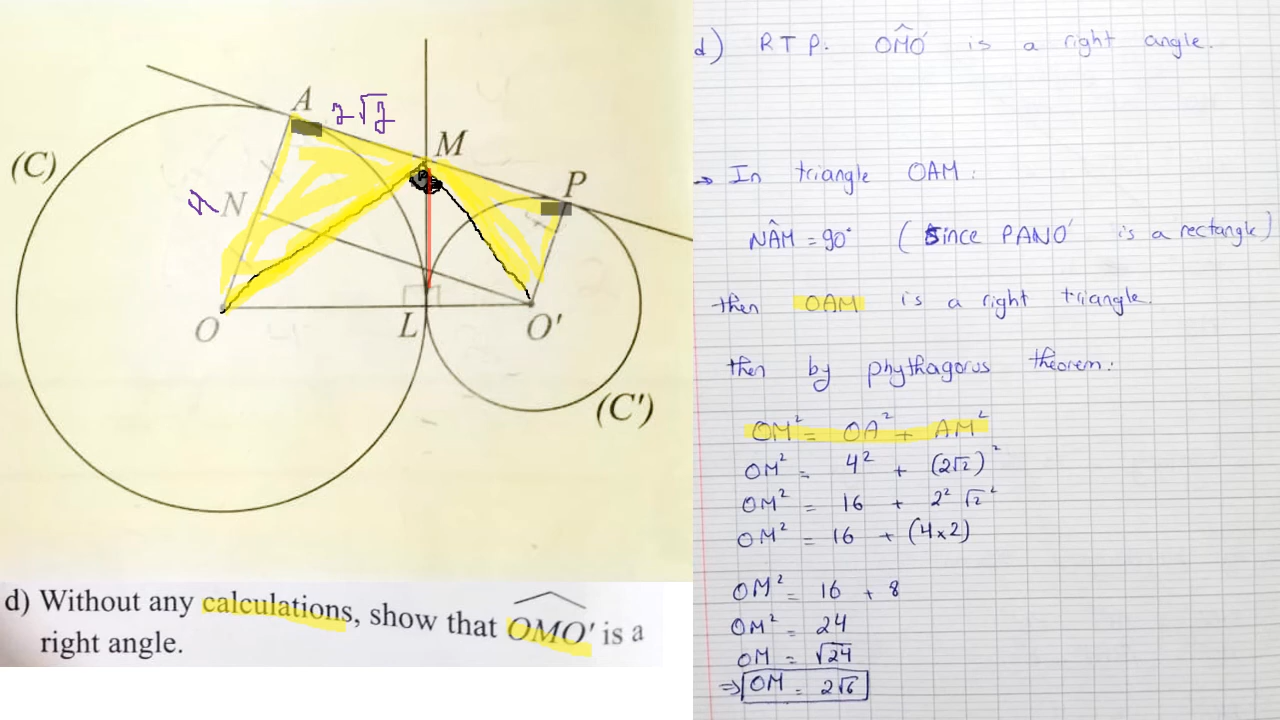 A
2√2
(C)
M
P
4
N
O
L
O'
(C')
d) Without any calculations, show that OMO' is a
right angle.
d) R T P. OMO' is a right angle.
→ In triangle OAM:
NAM = 90° (Since PANO' is a rectangle)
then OAM is a right triangle.
then by phythagorus theorem:
OM² = OA² + AM²
OM² = 4² + (2√2)²
OM² = 16 + 2² √2²
OM² = 16 + (4×2)
OM² = 16 + 8
OM² = 24
OM = √24
⇒ OM = 2√6